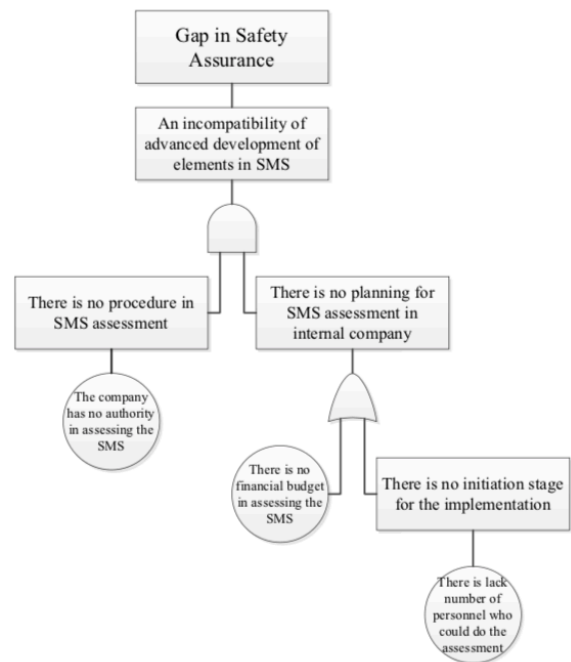 Gap in Safety
Assurance
An incompatibility of
advanced development of
elements in SMS
There is no procedure in
SMS assessment
There is no planning for
SMS assessment in
internal company
The company
has no authority
in assessing the
SMS
There is no
financial budget
in assessing the
SMS
There is no initiation stage
for the implementation
There is lack
number of
personnel who
could do the
assessment